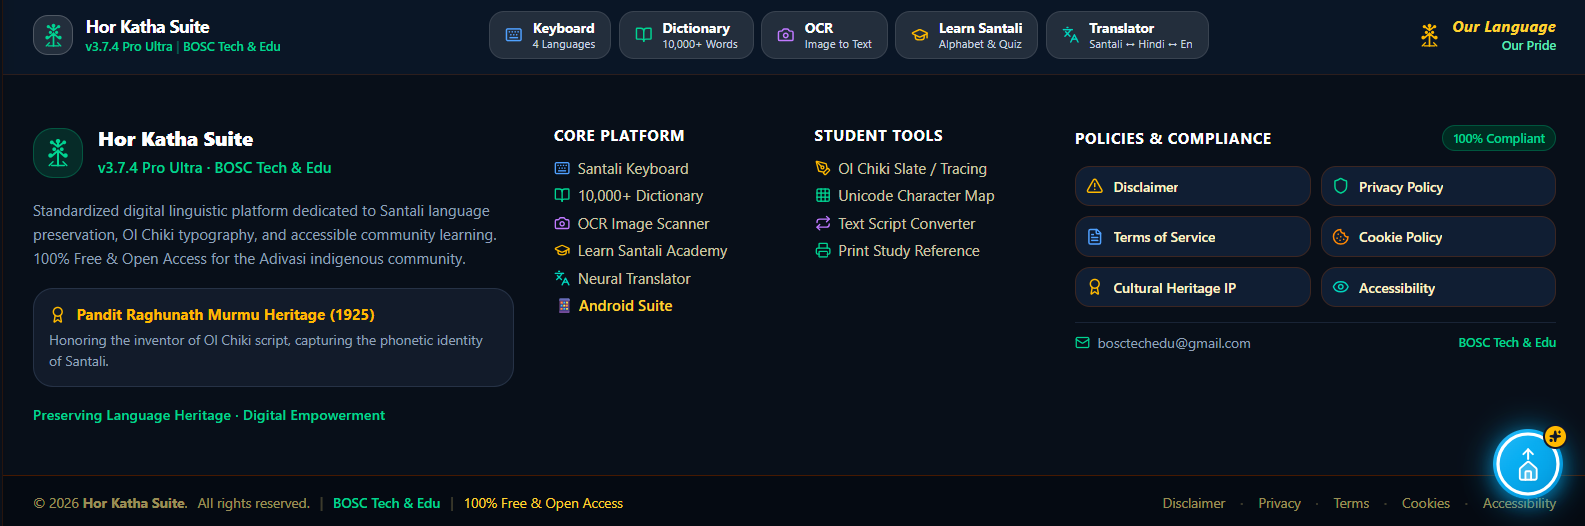 Hor Katha Suite
v3.7.4 Pro Ultra | BOSC Tech & Edu
Keyboard
4 Languages
Dictionary
10,000+ Words
OCR
Image to Text
Learn Santali
Alphabet & Quiz
Translator
Santali ↔ Hindi ↔ En
Our Language
Our Pride
Hor Katha Suite
v3.7.4 Pro Ultra · BOSC Tech & Edu
Standardized digital linguistic platform dedicated to Santali language
preservation, Ol Chiki typography, and accessible community learning.
100% Free & Open Access for the Adivasi indigenous community.
Pandit Raghunath Murmu Heritage (1925)
Honoring the inventor of Ol Chiki script, capturing the phonetic identity
of Santali.
Preserving Language Heritage · Digital Empowerment
CORE PLATFORM
Santali Keyboard
10,000+ Dictionary
OCR Image Scanner
Learn Santali Academy
Neural Translator
Android Suite
STUDENT TOOLS
Ol Chiki Slate / Tracing
Unicode Character Map
Text Script Converter
Print Study Reference
POLICIES & COMPLIANCE
100% Compliant
Disclaimer
Privacy Policy
Terms of Service
Cookie Policy
Cultural Heritage IP
Accessibility
bosctechedu@gmail.com
BOSC Tech & Edu
© 2026 Hor Katha Suite. All rights reserved. | BOSC Tech & Edu | 100% Free & Open Access
Disclaimer · Privacy · Terms · Cookies · Accessibility